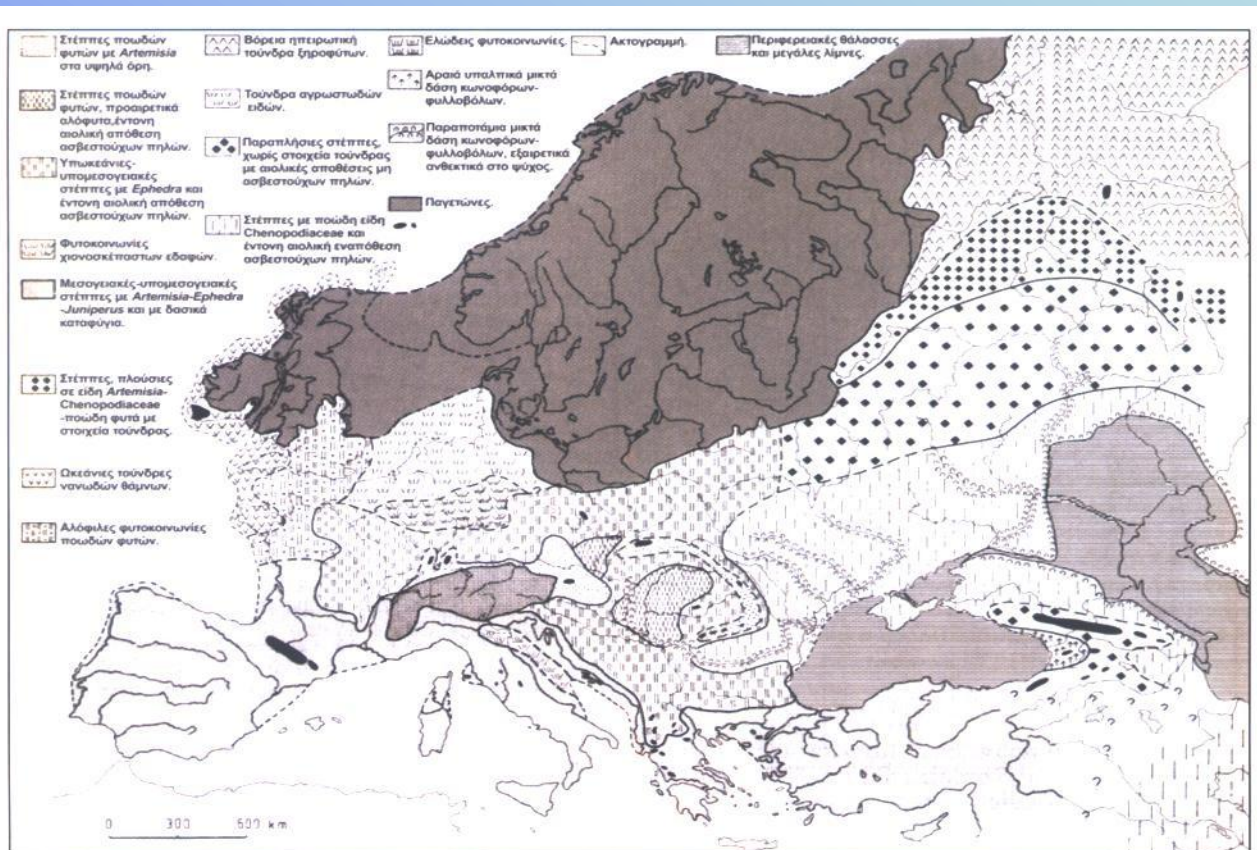 Στέππες ποωδών
φυτών με Artemisia
στα υψηλά όρη.
Στέππες ποωδών
φυτών, προαιρετικά
αλόφυτα,έντονη
αιολική απόθεση
ασβεστούχων πηλών.
Υπωκεάνιες-
υπομεσογειακές
στέππες με Ephedra και
έντονη αιολική απόθεση
ασβεστούχων πηλών.
Φυτοκοινωνίες
χιονοσκέπαστων εδαφών.
Μεσογειακές-υπομεσογειακές
στέππες με Artemisia-Ephedra
-Juniperus και με δασικά
καταφύγια.
Στέππες, πλούσιες
σε είδη Artemisia-
Chenopodiaceae
-ποώδη φυτά με
στοιχεία τούνδρας.
Ωκεάνιες τούνδρες
νανωδών θάμνων.
Αλόφιλες φυτοκοινωνίες
ποωδών φυτών.
Βόρεια ηπειρωτική
τούνδρα ξηροφύτων.
Τούνδρα αγρωστωδών
ειδών.
Παραπλήσιες στέππες,
χωρίς στοιχεία τούνδρας
με αιολικές αποθέσεις μη
ασβεστούχων πηλών.
Στέππες με ποώδη είδη
Chenopodiaceae και
έντονη αιολική εναπόθεση
ασβεστούχων πηλών.
Ελώδεις φυτοκοινωνίες.
Αραιά υπαλπικά μικτά
δάση κωνοφόρων-
φυλλοβόλων.
Παραποτάμια μικτά
δάση κωνοφόρων-
φυλλοβόλων, εξαιρετικά
ανθεκτικά στο ψύχος.
Παγετώνες.
Ακτογραμμή.
Περιφερειακές θάλασσες
και μεγάλες λίμνες.
? ? ?
?
?
?
0 300 600 km